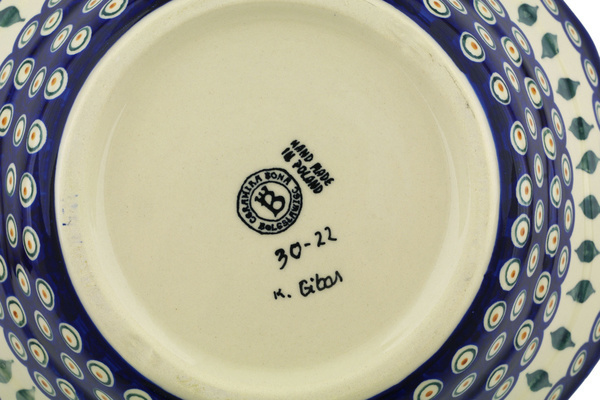 HAND MADE
IN POLAND
CERAMIKA BONA BOLESŁAWIEC
B
30-22
K. Gibas